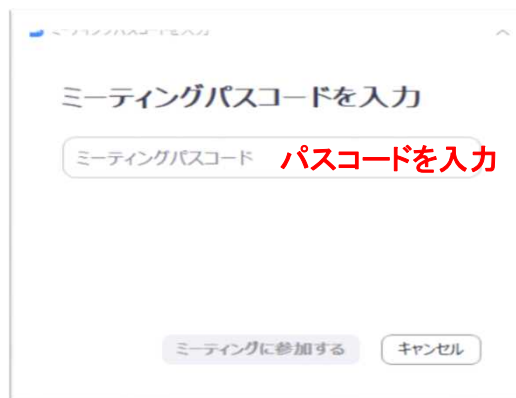 ミーティングパスコードを入力
ミーティングパスコード パスコードを入力
ミーティングに参加する キャンセル